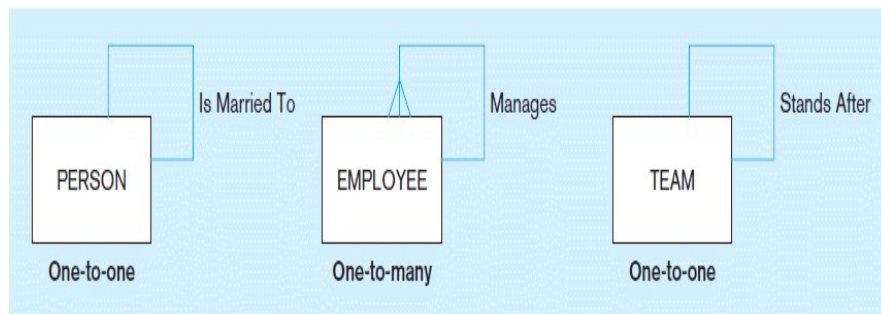 Is Married To
Manages
Stands After
PERSON
EMPLOYEE
TEAM
One-to-one
One-to-many
One-to-one